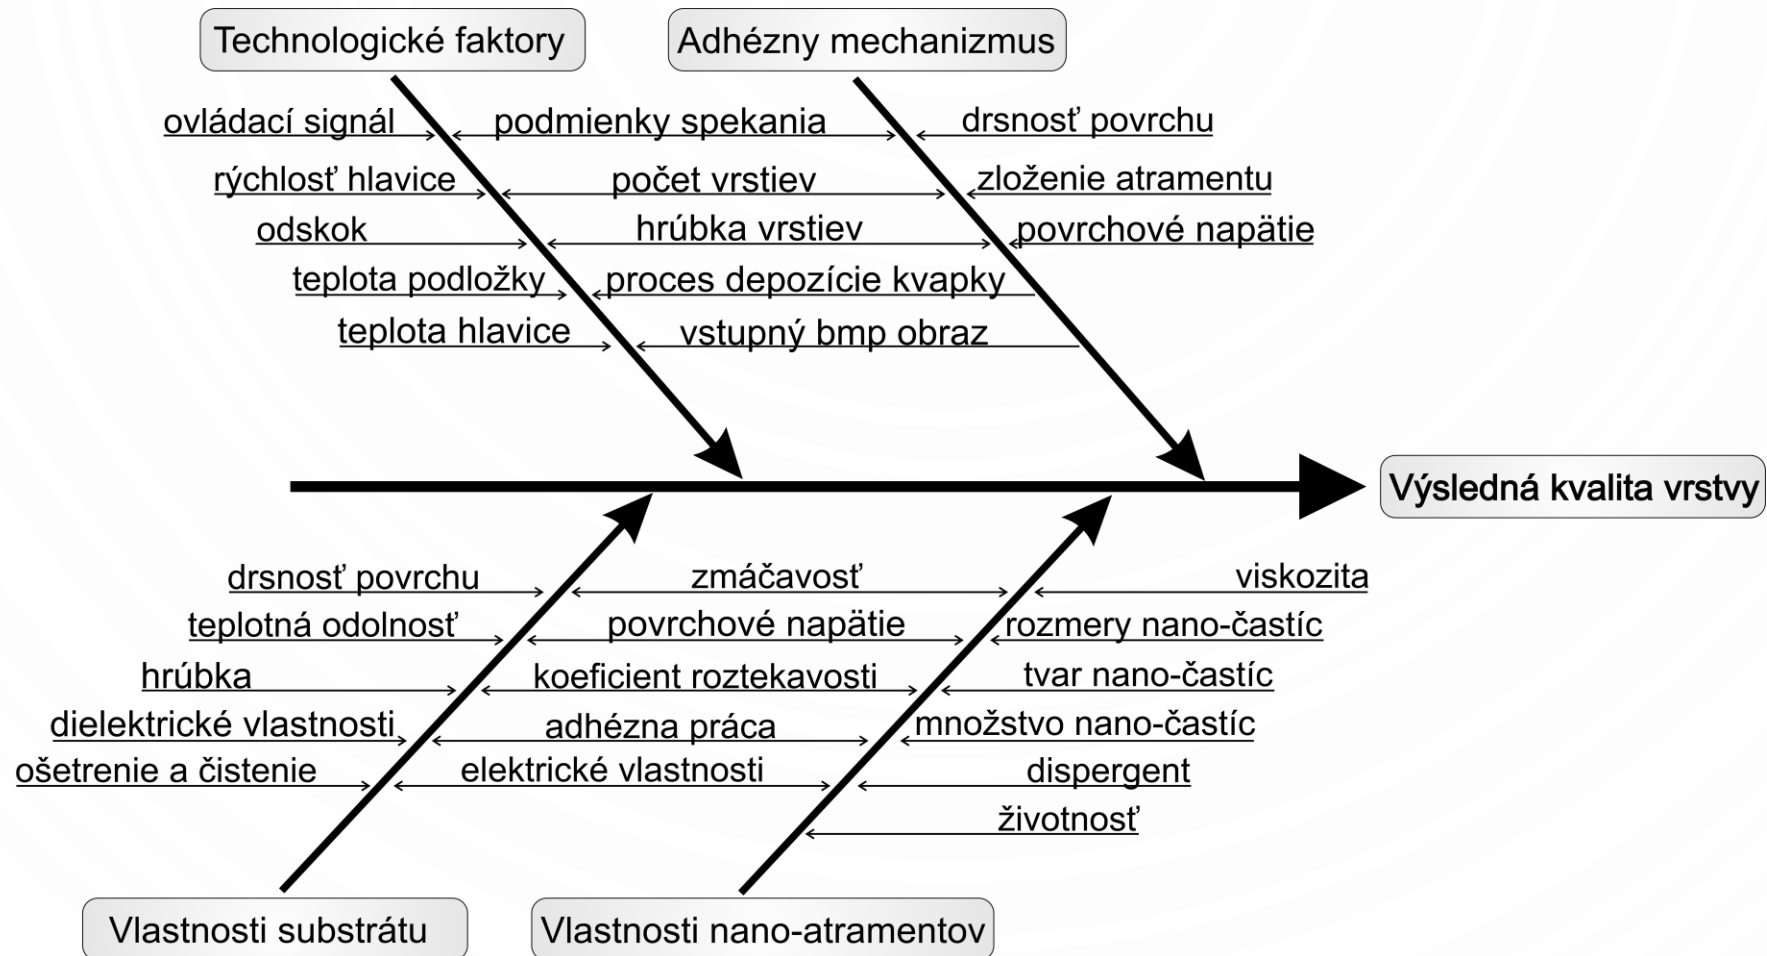 Technologické faktory
Adhézny mechanizmus
ovládací signál
podmienky spekania
drsnosť povrchu
rýchlosť hlavice
počet vrstiev
zloženie atramentu
odskok
hrúbka vrstiev
povrchové napätie
teplota podložky
proces depozície kvapky
teplota hlavice
vstupný bmp obraz
Výsledná kvalita vrstvy
drsnosť povrchu
zmáčavosť
viskozita
teplotná odolnosť
povrchové napätie
rozmery nano-častíc
hrúbka
koeficient roztekavosti
tvar nano-častíc
dielektrické vlastnosti
adhézna práca
množstvo nano-častíc
ošetrenie a čistenie
elektrické vlastnosti
dispergent
životnosť
Vlastnosti substrátu
Vlastnosti nano-atramentov